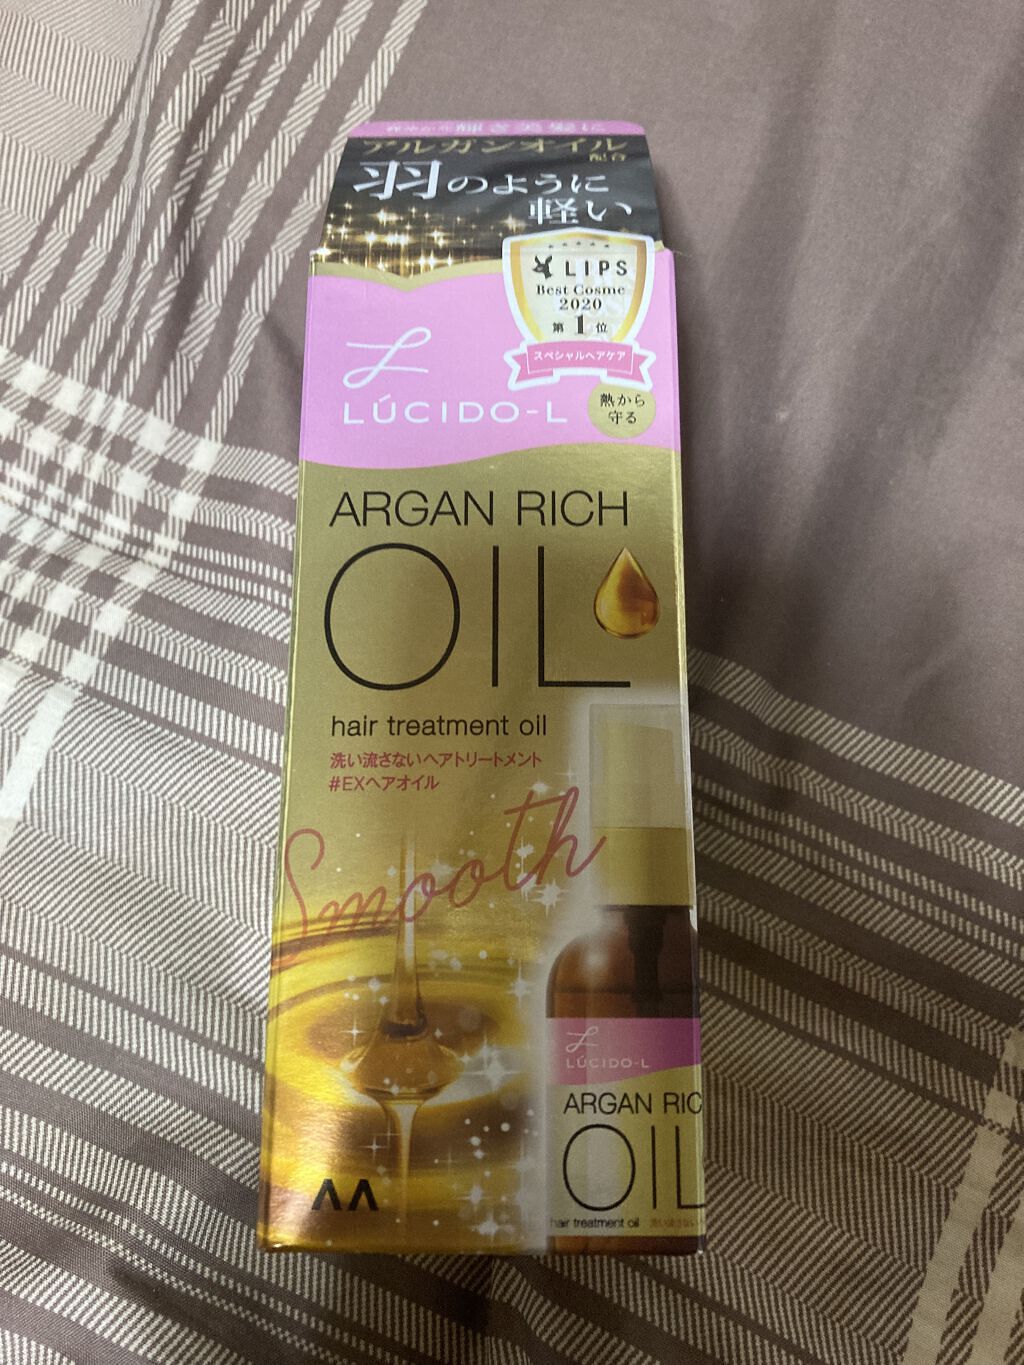 輝き美髪に
アルガンオイル
配合
羽のように
軽い
LIPS
Best Cosme
2020
第1位
スペシャルヘアケア
LÚCIDO-L
熱から
守る
ARGAN RICH
OIL
hair treatment oil
洗い流さないヘアトリートメント
#EXヘアオイル
Smooth
LÚCIDO-L
ARGAN RIC
OIL
hair treatment oil